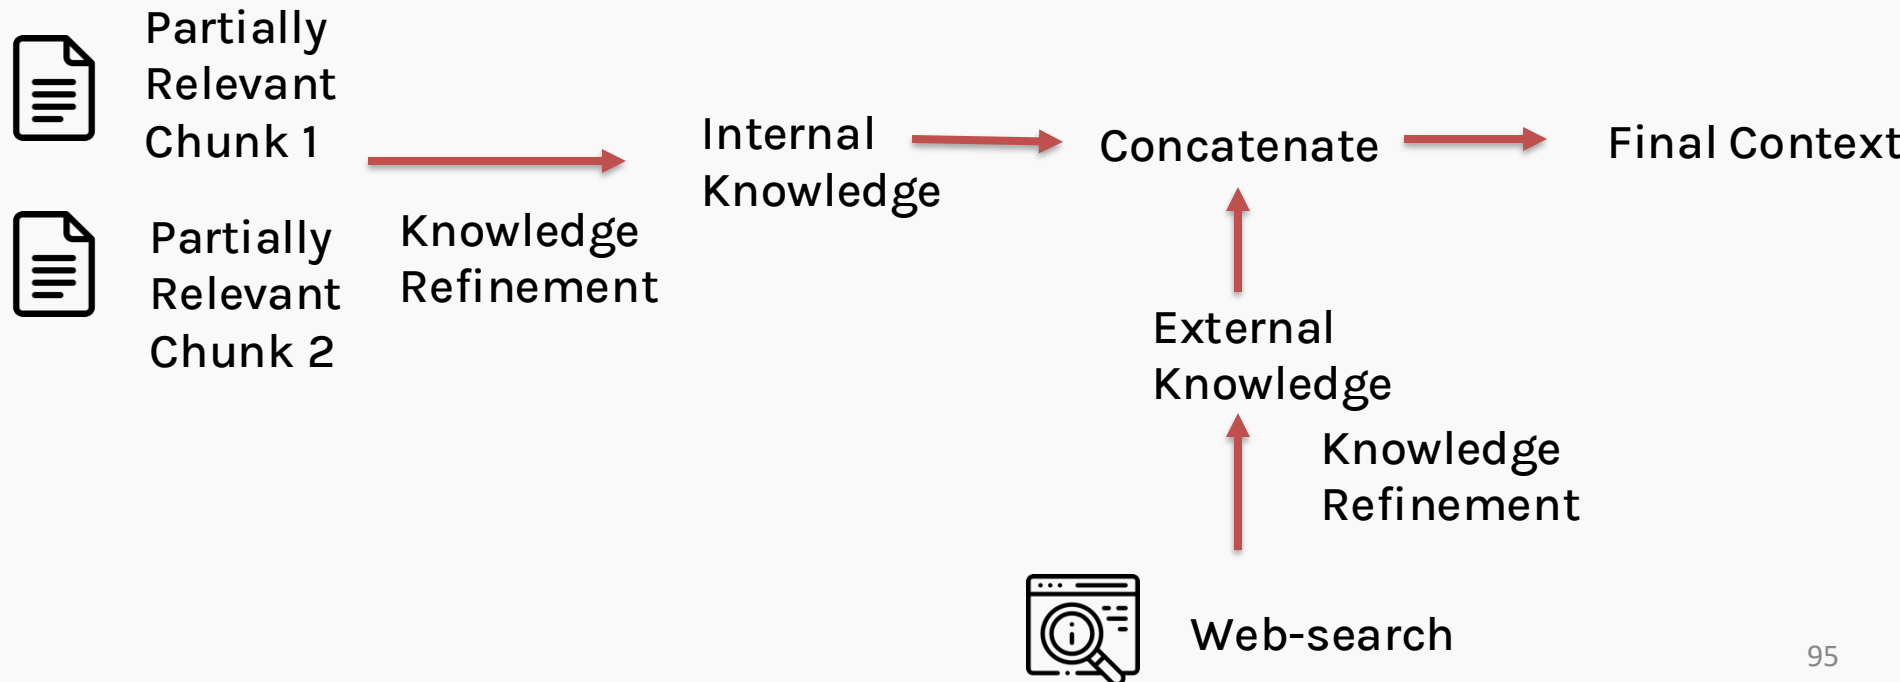 Partially
Relevant
Chunk 1
Partially
Relevant
Chunk 2
Knowledge
Refinement
Internal
Knowledge
Concatenate
Final Context
External
Knowledge
Knowledge
Refinement
Web-search
95